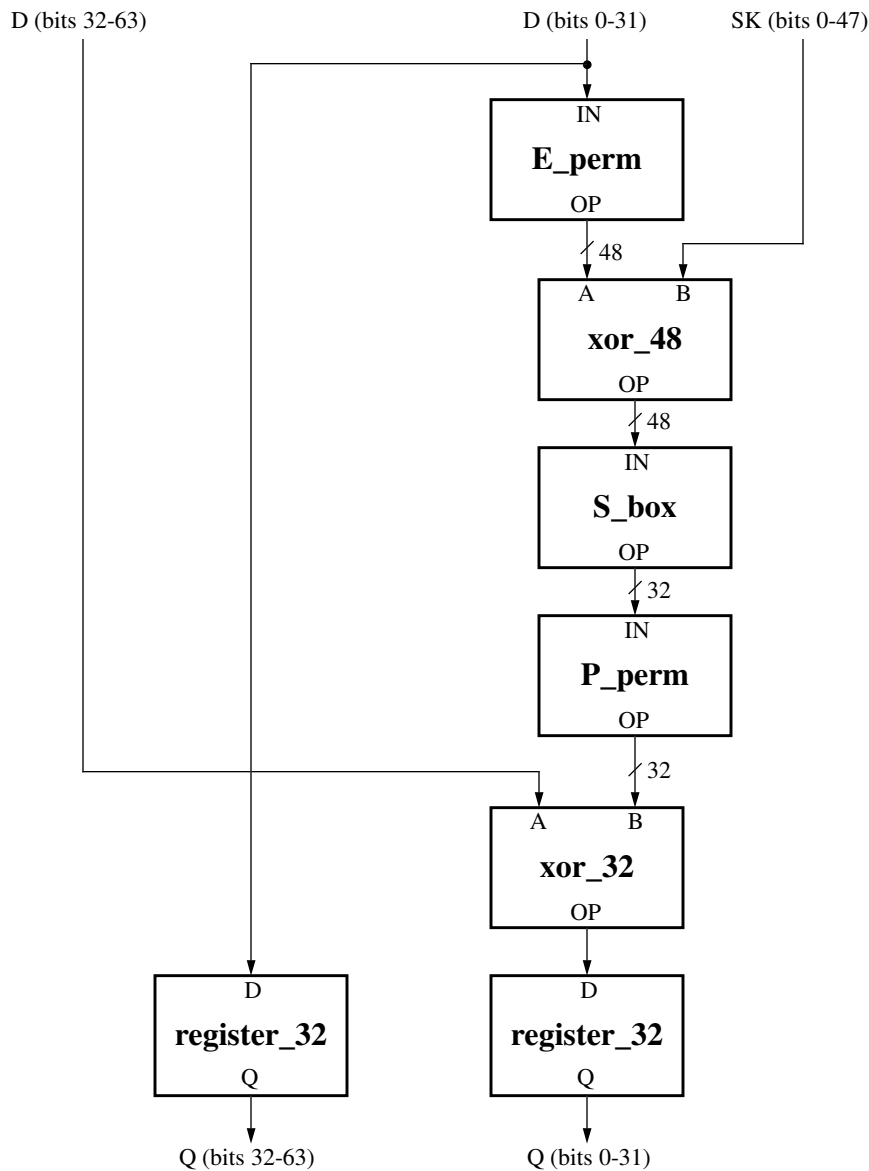 D (bits 32-63) D (bits 0-31) SK (bits 0-47)
IN
E_perm
OP
48
A B
xor_48
OP
48
IN
S_box
OP
32
IN
P_perm
OP
32
A B
xor_32
OP
D D
register_32 register_32
Q Q
Q (bits 32-63) Q (bits 0-31)